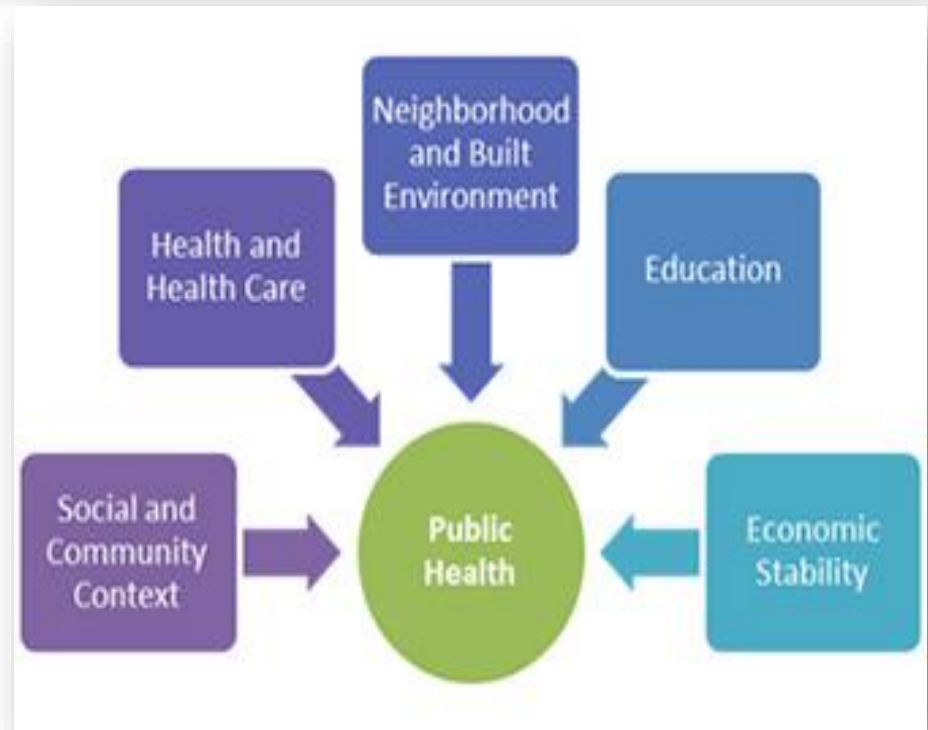 Neighborhood
and Built
Environment
Health and
Health Care
Education
Social and
Community
Context
Public
Health
Economic
Stability